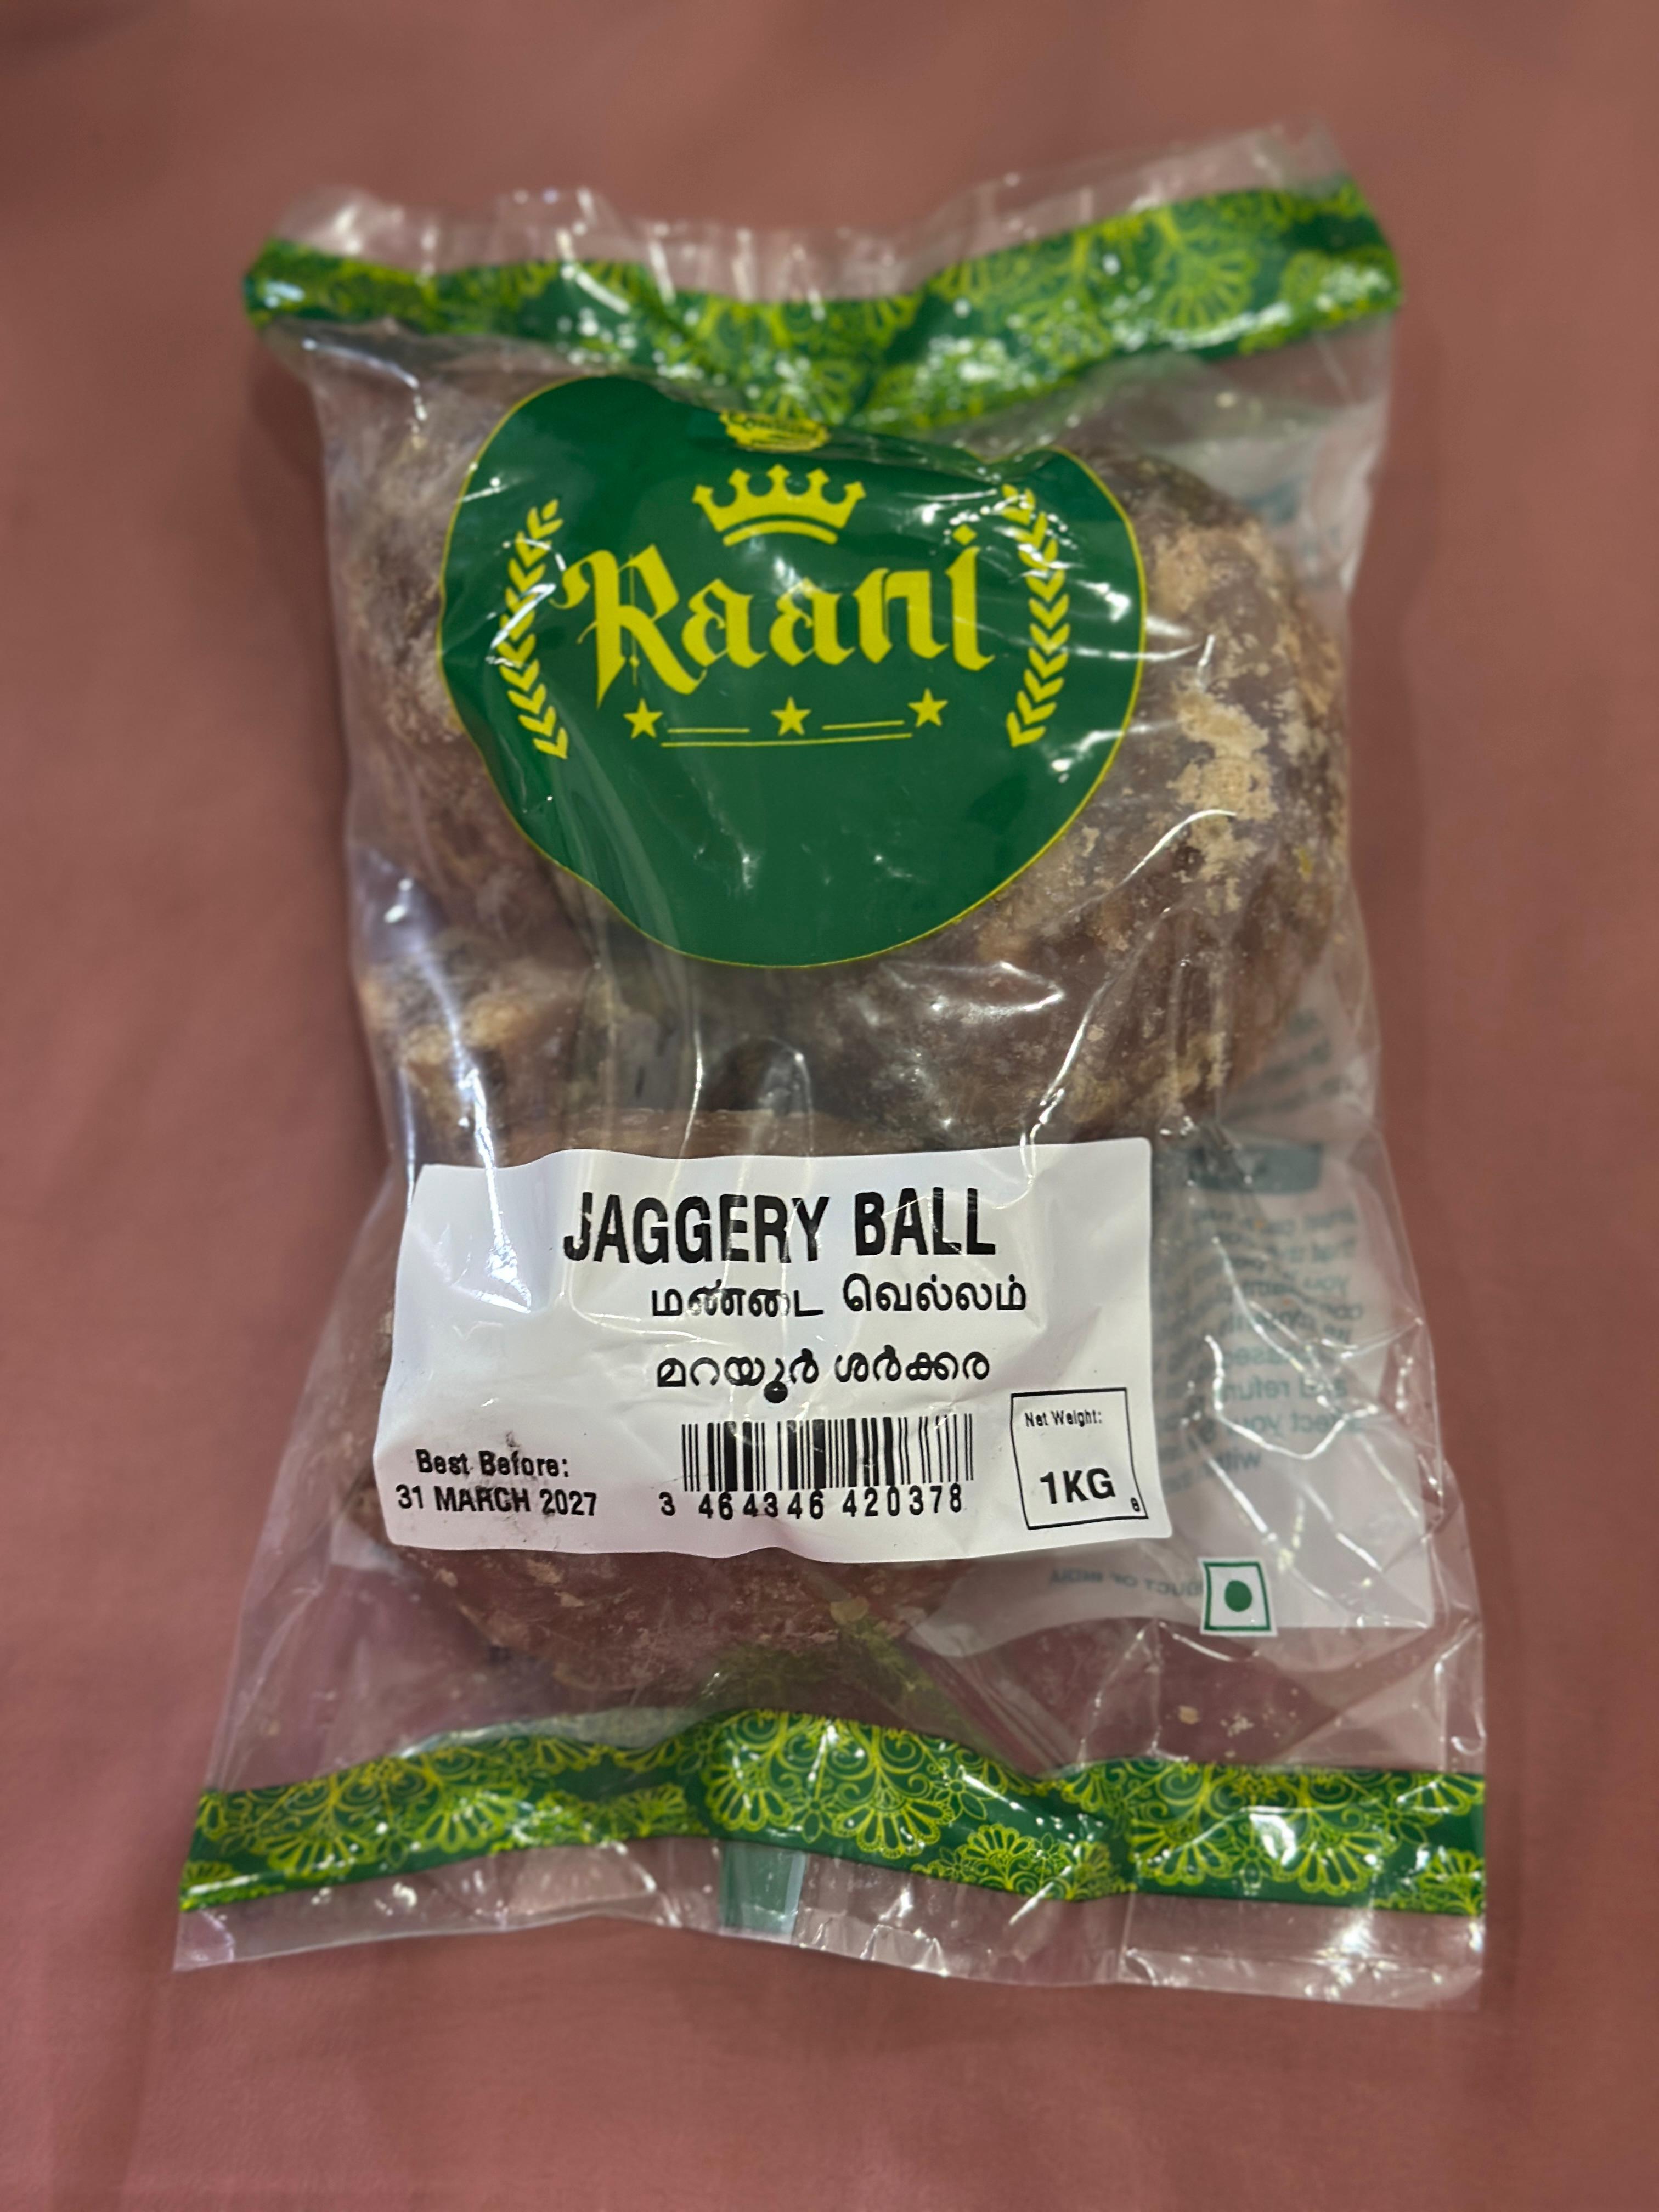 Raani
JAGGERY BALL
மண்டை வெல்லம்
മറയൂർ ശർക്കര
Best Before:
31 MARCH 2027
3 464346 420378
Net Weight:
1KG